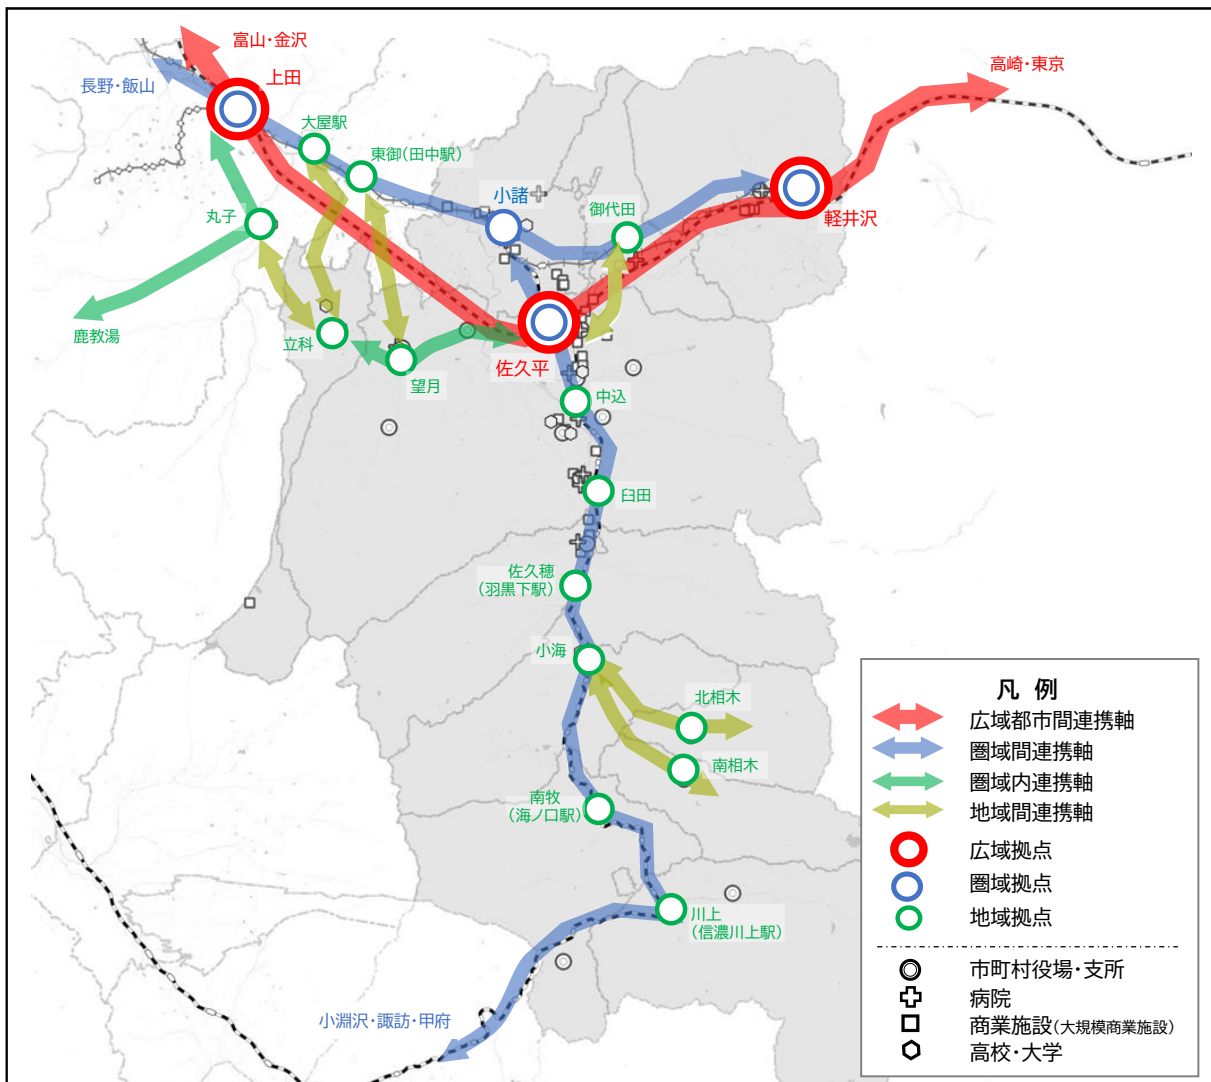 富山・金沢
上田
長野・飯山
高崎・東京
大屋駅
東御(田中駅)
小諸
御代田
軽井沢
丸子
鹿教湯
立科
望月
佐久平
中込
臼田
佐久穂
(羽黒下駅)
小海
北相木
南相木
南牧
(海ノ口駅)
川上
(信濃川上駅)
小淵沢・諏訪・甲府
凡 例
広域都市間連携軸
圏域間連携軸
圏域内連携軸
地域間連携軸
広域拠点
圏域拠点
地域拠点
市町村役場・支所
病院
商業施設(大規模商業施設)
高校・大学